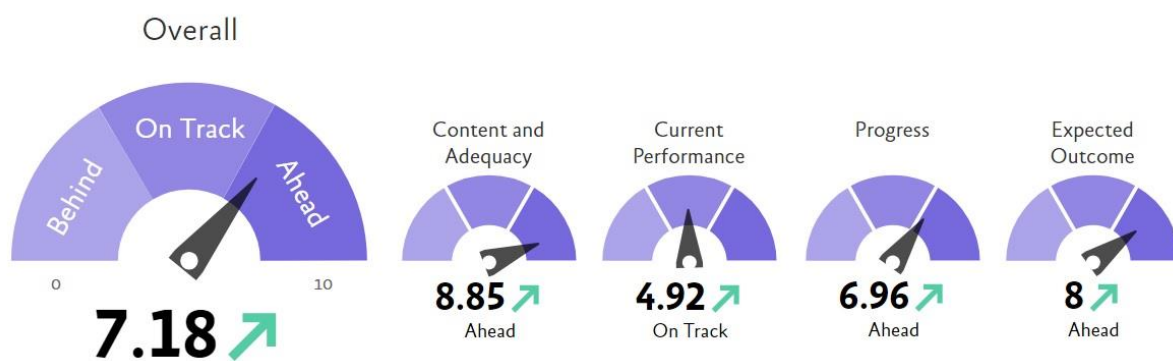 Overall
Behind
On Track
Ahead
0
10
7.18
Content and
Adequacy
8.85
Ahead
Current
Performance
4.92
On Track
Progress
6.96
Ahead
Expected
Outcome
8
Ahead